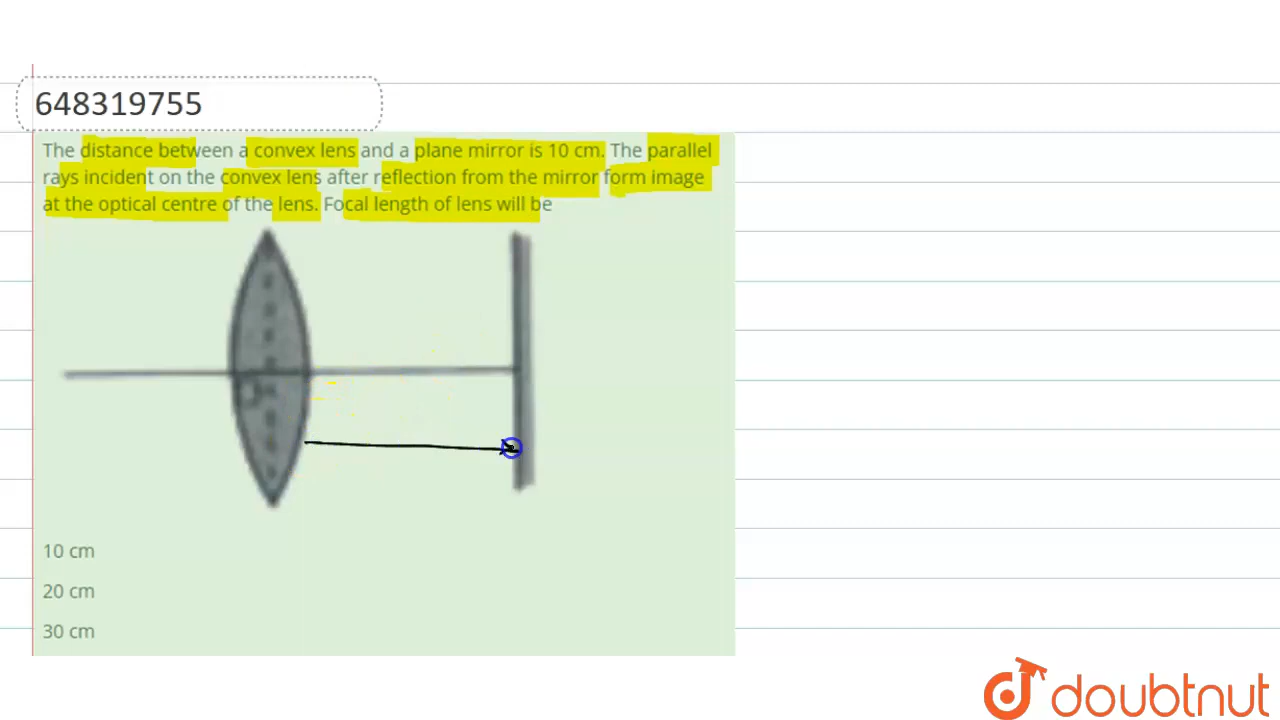 648319755
The distance between a convex lens and a plane mirror is 10 cm. The parallel
rays incident on the convex lens after reflection from the mirror form image
at the optical centre of the lens. Focal length of lens will be
10 cm
20 cm
30 cm
doubtnut